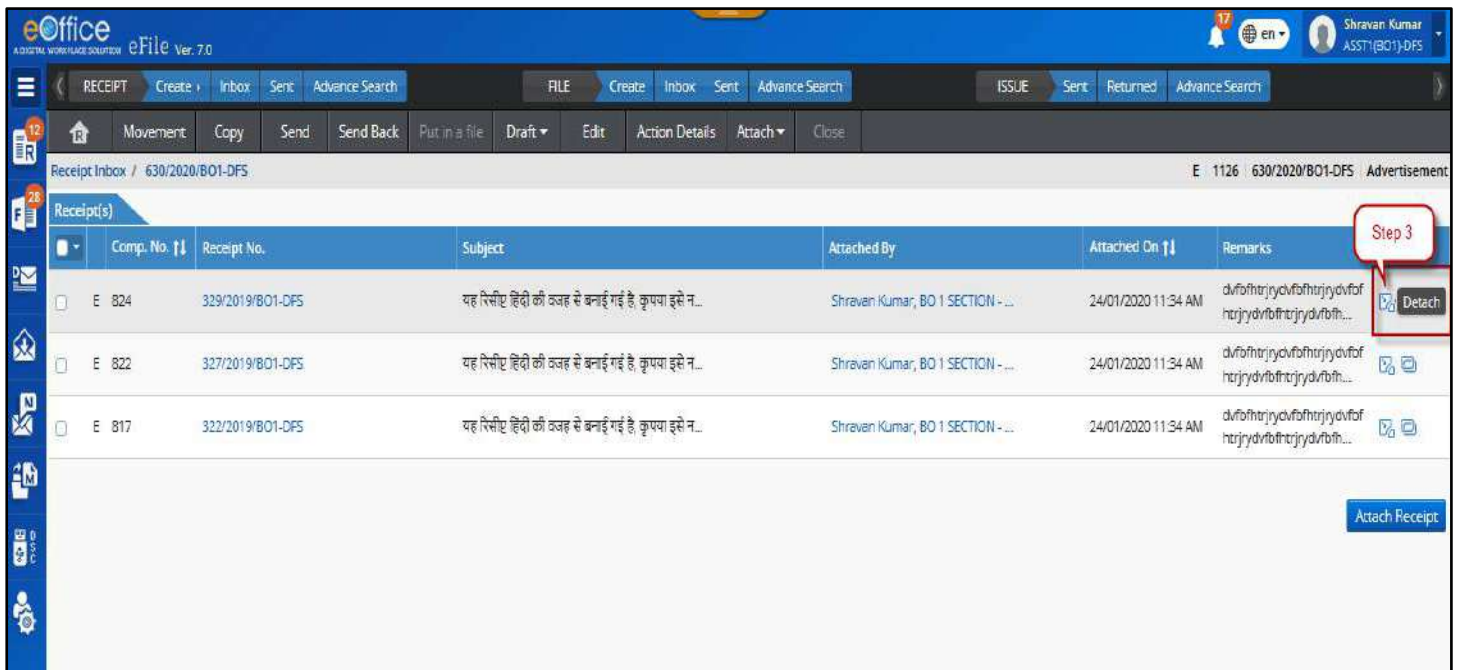 eOffice
A DIGITAL WORKPLACE SOLUTION eFile Ver. 7.0
17 en Shravan Kumar
ASST1(BO1)-DFS
RECEIPT Create Inbox Sent Advance Search FILE Create Inbox Sent Advance Search ISSUE Sent Returned Advance Search
12 R
R Movement Copy Send Send Back Put in a file Draft Edit Action Details Attach Close
Receipt Inbox / 630/2020/BO1-DFS E 1126 630/2020/BO1-DFS Advertisement
28 F
Receipt(s)
Step 3
Comp. No. Receipt No. Subject Attached By Attached On Remarks
D
E 824 329/2019/BO1-DFS यह रिसीप्ट हिंदी की वजह से बनाई गई है, कृपया इसे न... Shravan Kumar, BO 1 SECTION - ... 24/01/2020 11:34 AM dvfbfhtrjrydvfbfhtrjrydvfbf
htrjrydvfbfhtrjrydvfbfh... Detach
E 822 327/2019/BO1-DFS यह रिसीप्ट हिंदी की वजह से बनाई गई है, कृपया इसे न... Shravan Kumar, BO 1 SECTION - ... 24/01/2020 11:34 AM dvfbfhtrjrydvfbfhtrjrydvfbf
htrjrydvfbfhtrjrydvfbfh...
N
E 817 322/2019/BO1-DFS यह रिसीप्ट हिंदी की वजह से बनाई गई है, कृपया इसे न... Shravan Kumar, BO 1 SECTION - ... 24/01/2020 11:34 AM dvfbfhtrjrydvfbfhtrjrydvfbf
htrjrydvfbfhtrjrydvfbfh...
M
Attach Receipt
DSC